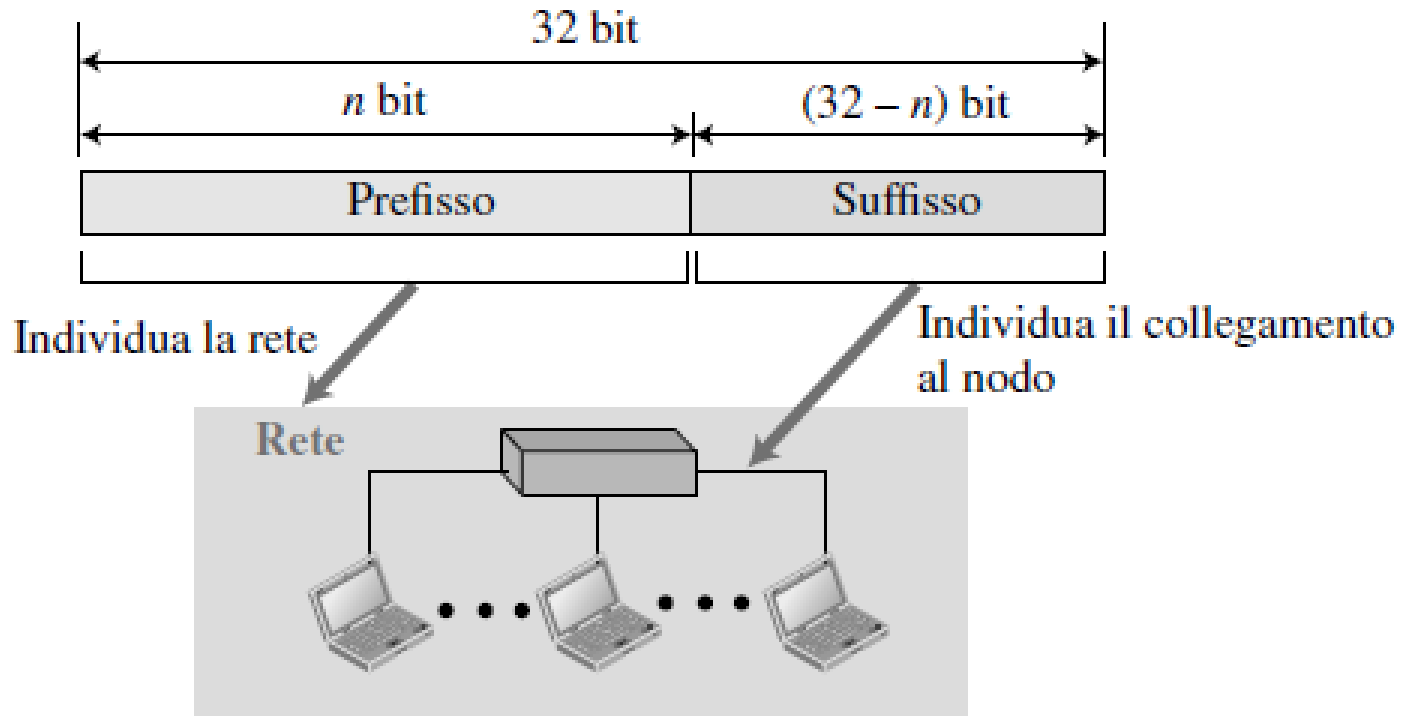 32 bit
n bit
(32 – n) bit
Prefisso
Suffisso
Individua la rete
Individua il collegamento
al nodo
Rete